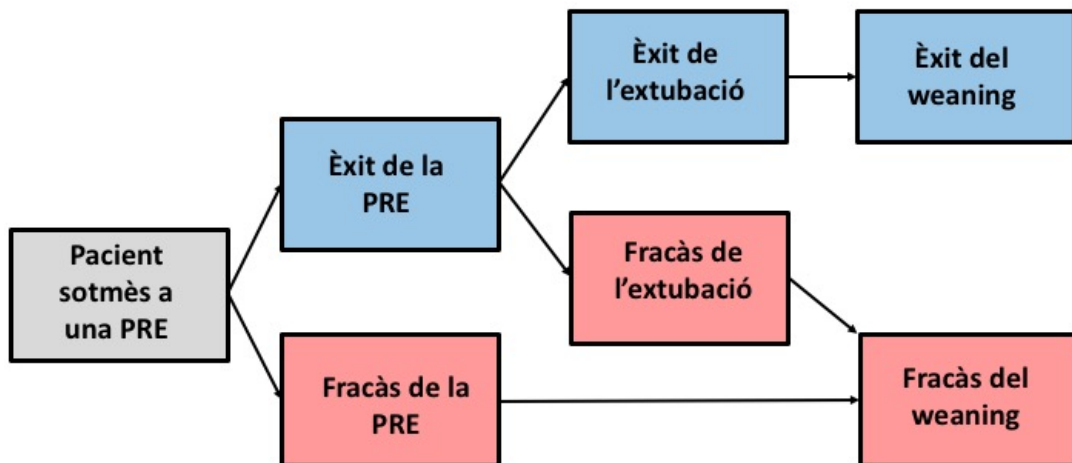 Pacient
sotmès a
una PRE
Èxit de la
PRE
Fracàs de la
PRE
Èxit de
l’extubació
Fracàs de
l’extubació
Èxit del
weaning
Fracàs del
weaning